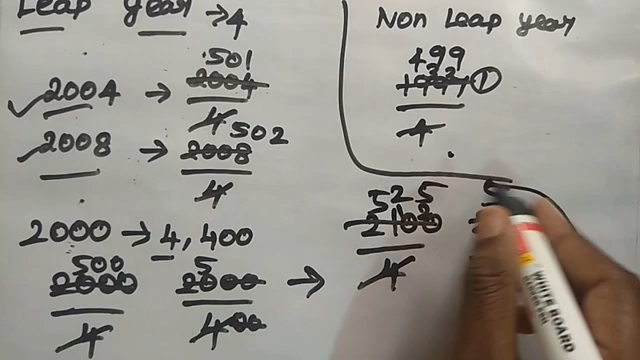 Leap year → 4
2004 → 501
2004
4
2008 → 502
2008
4
2000 → 4, 400
500
2000
4
5
2000
400
→
Non Leap year
499
①
4
525
2100
4
WHITE BOARD